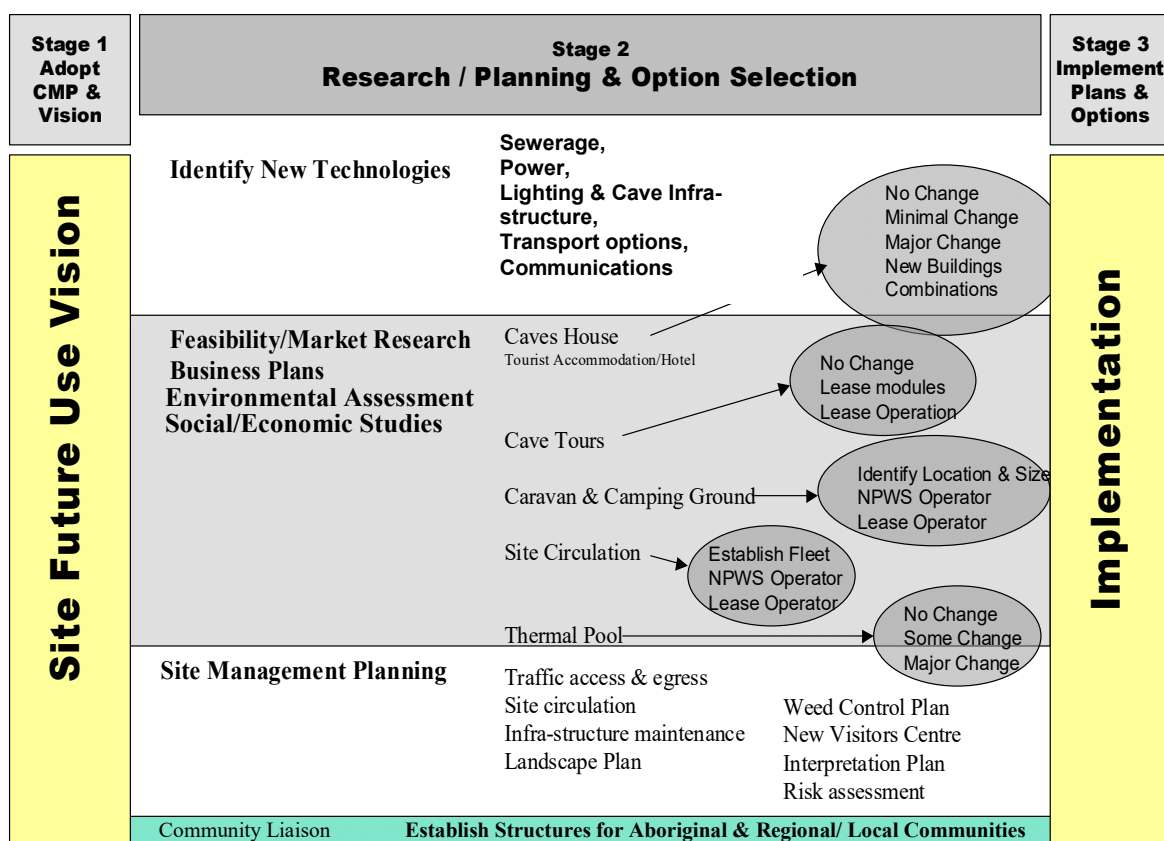 Stage 1
Adopt
CMP &
Vision
Stage 2
Research / Planning & Option Selection
Stage 3
Implement
Plans &
Options
Site Future Use Vision
Identify New Technologies
Sewerage,
Power,
Lighting & Cave Infra-
structure,
Transport options,
Communications
No Change
Minimal Change
Major Change
New Buildings
Combinations
Feasibility/Market Research
Business Plans
Environmental Assessment
Social/Economic Studies
Caves House
Tourist Accommodation/Hotel
No Change
Lease modules
Lease Operation
Cave Tours
Caravan & Camping Ground
Identify Location & Size
NPWS Operator
Lease Operator
Site Circulation
Establish Fleet
NPWS Operator
Lease Operator
Thermal Pool
No Change
Some Change
Major Change
Site Management Planning
Traffic access & egress
Site circulation
Infra-structure maintenance
Landscape Plan
Weed Control Plan
New Visitors Centre
Interpretation Plan
Risk assessment
Implementation
Community Liaison
Establish Structures for Aboriginal & Regional/ Local Communities